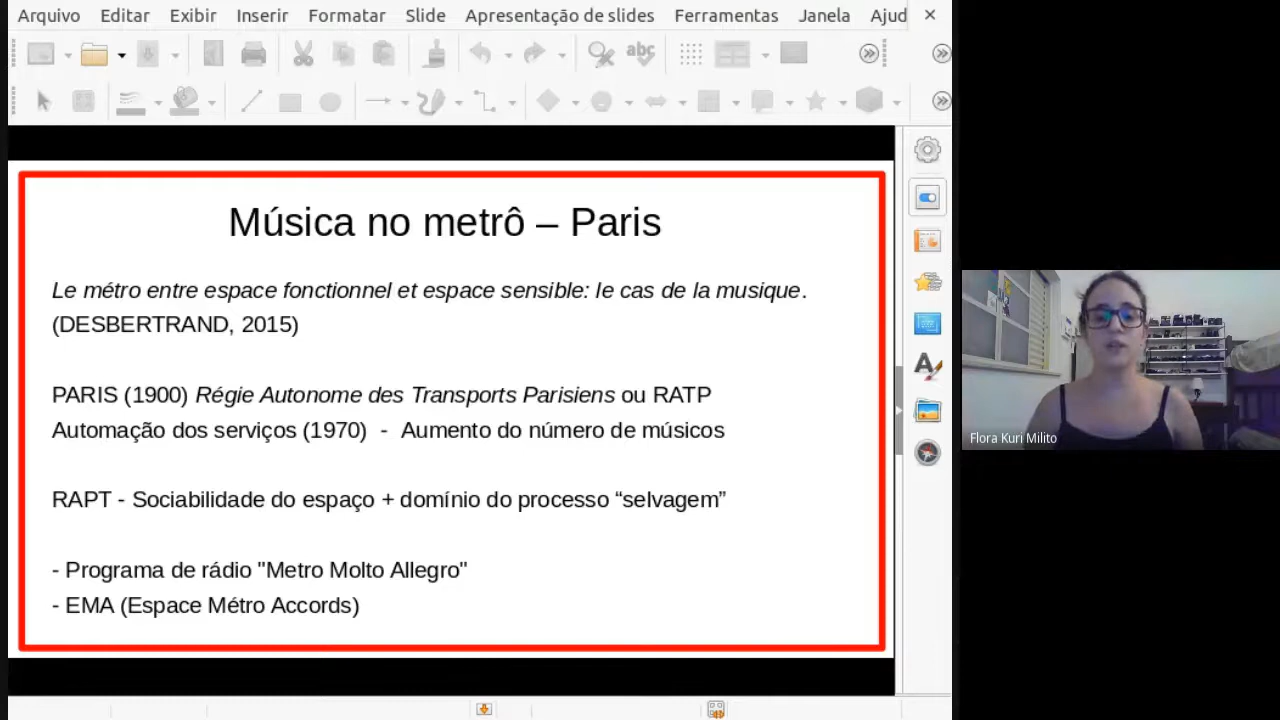 Arquivo Editar Exibir Inserir Formatar Slide Apresentação de slides Ferramentas Janela Ajud
abc
Música no metrô – Paris
Le métro entre espace fonctionnel et espace sensible: le cas de la musique.
(DESBERTRAND, 2015)
PARIS (1900) Régie Autonome des Transports Parisiens ou RATP
Automação dos serviços (1970) - Aumento do número de músicos
RAPT - Sociabilidade do espaço + domínio do processo “selvagem”
- Programa de rádio "Metro Molto Allegro"
- EMA (Espace Métro Accords)
Flora Kuri Milito